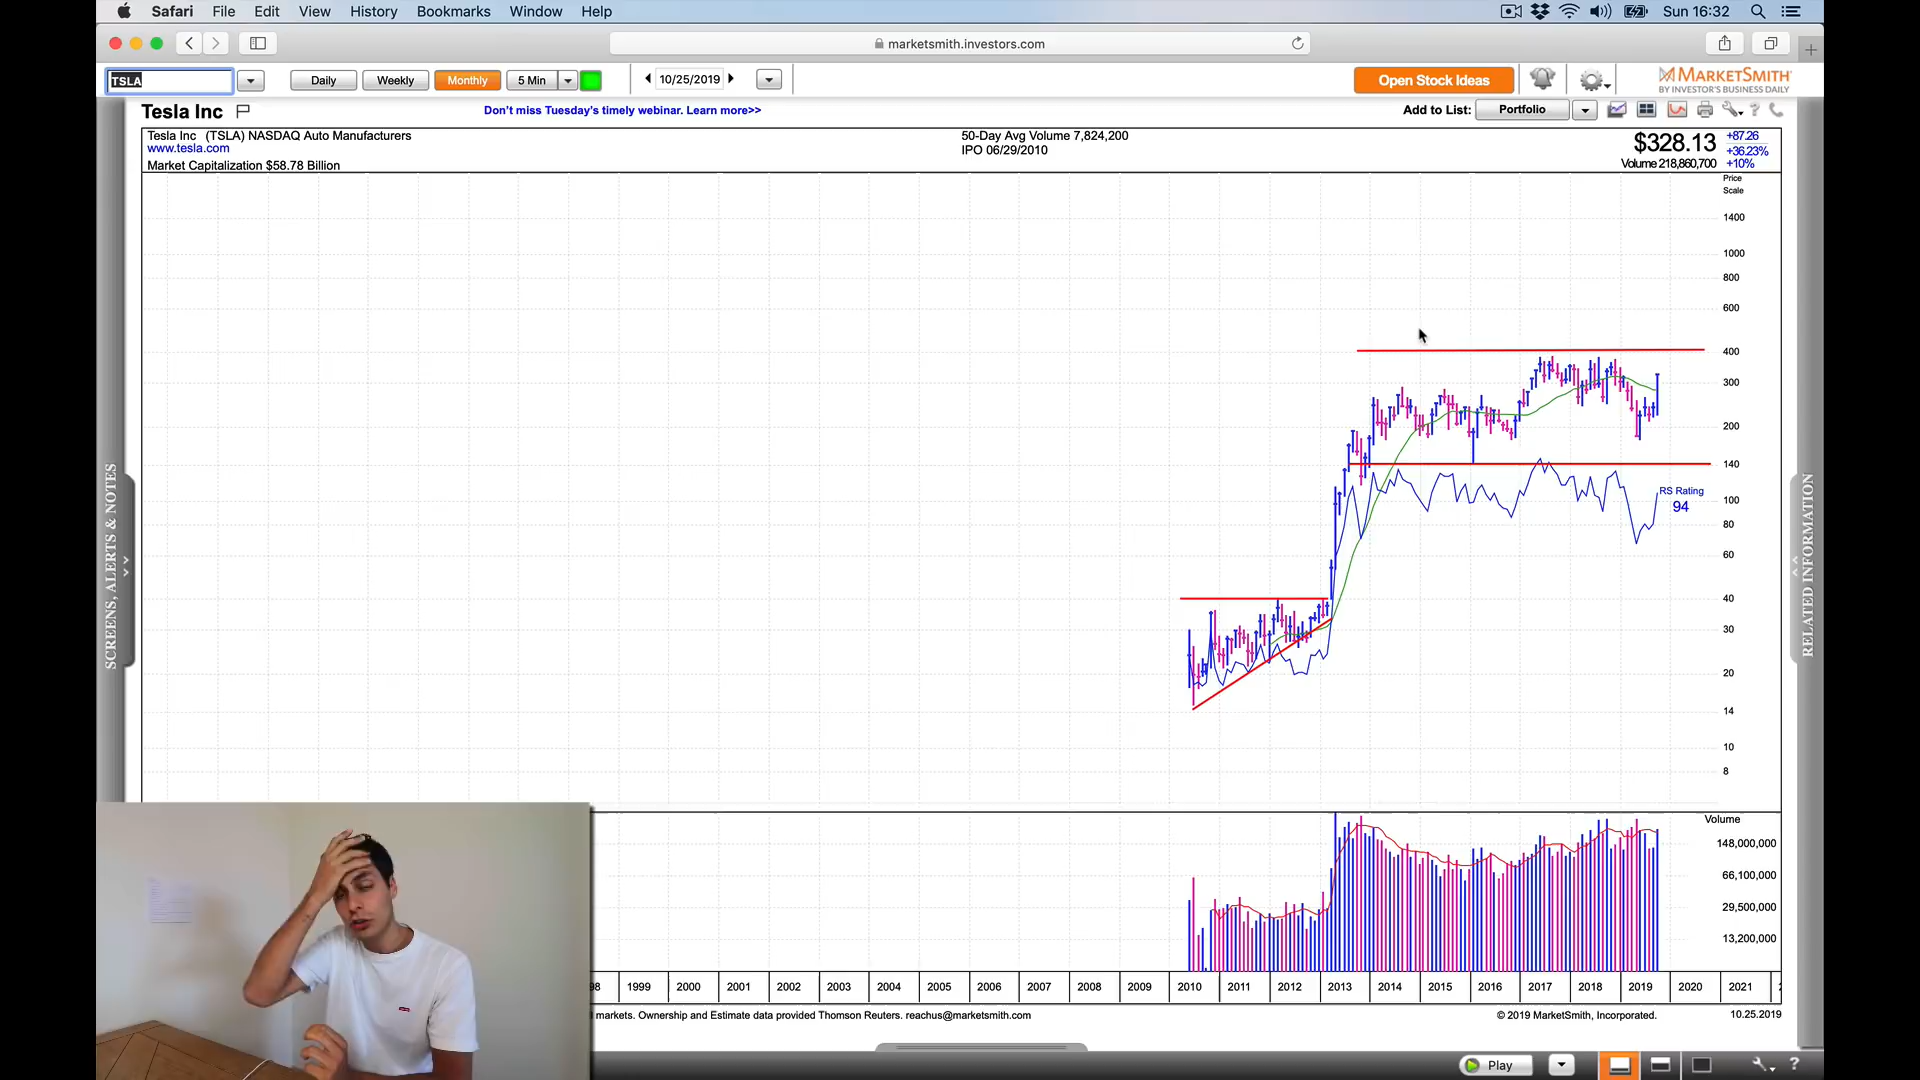 Safari File Edit View History Bookmarks Window Help Sun 16:32
marketsmith.investors.com
TSLA Daily Weekly Monthly 5 Min 10/25/2019 Open Stock Ideas MARKETSMITH
BY INVESTOR'S BUSINESS DAILY
Tesla Inc Don't miss Tuesday's timely webinar. Learn more>> Add to List: Portfolio ?
Tesla Inc (TSLA) NASDAQ Auto Manufacturers 50-Day Avg Volume 7,824,200 $328.13 +87.26
www.tesla.com IPO 06/29/2010 +36.23%
Market Capitalization $58.78 Billion Volume 218,860,700 +10%
Price
Scale
1400
1000
800
600
400
300
200
140
RS Rating
94
100
80
60
40
30
20
14
10
8
SCREENS, ALERTS & NOTES
RELATED INFORMATION
Volume
148,000,000
66,100,000
29,500,000
13,200,000
98 1999 2000 2001 2002 2003 2004 2005 2006 2007 2008 2009 2010 2011 2012 2013 2014 2015 2016 2017 2018 2019 2020 2021
markets. Ownership and Estimate data provided Thomson Reuters. reachus@marketsmith.com © 2019 MarketSmith, Incorporated. 10.25.2019
Play ?